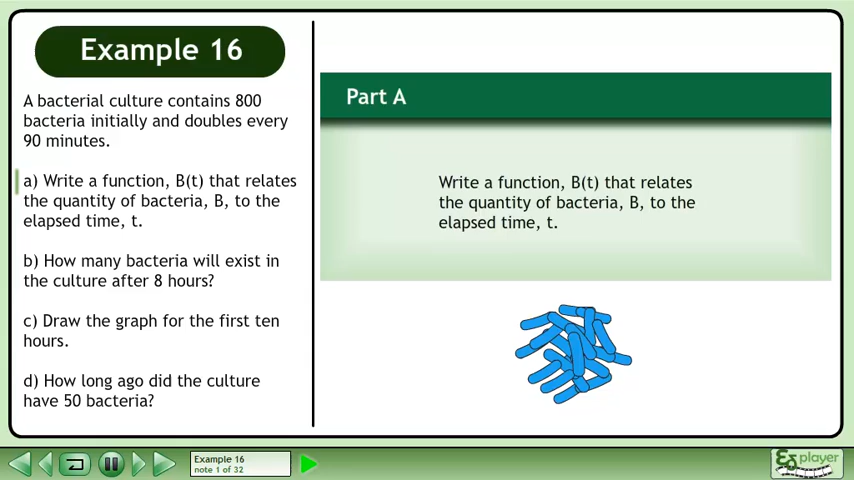 Example 16
A bacterial culture contains 800
bacteria initially and doubles every
90 minutes.
a) Write a function, B(t) that relates
the quantity of bacteria, B, to the
elapsed time, t.
b) How many bacteria will exist in
the culture after 8 hours?
c) Draw the graph for the first ten
hours.
d) How long ago did the culture
have 50 bacteria?
Part A
Write a function, B(t) that relates
the quantity of bacteria, B, to the
elapsed time, t.
Example 16
note 1 of 32
player